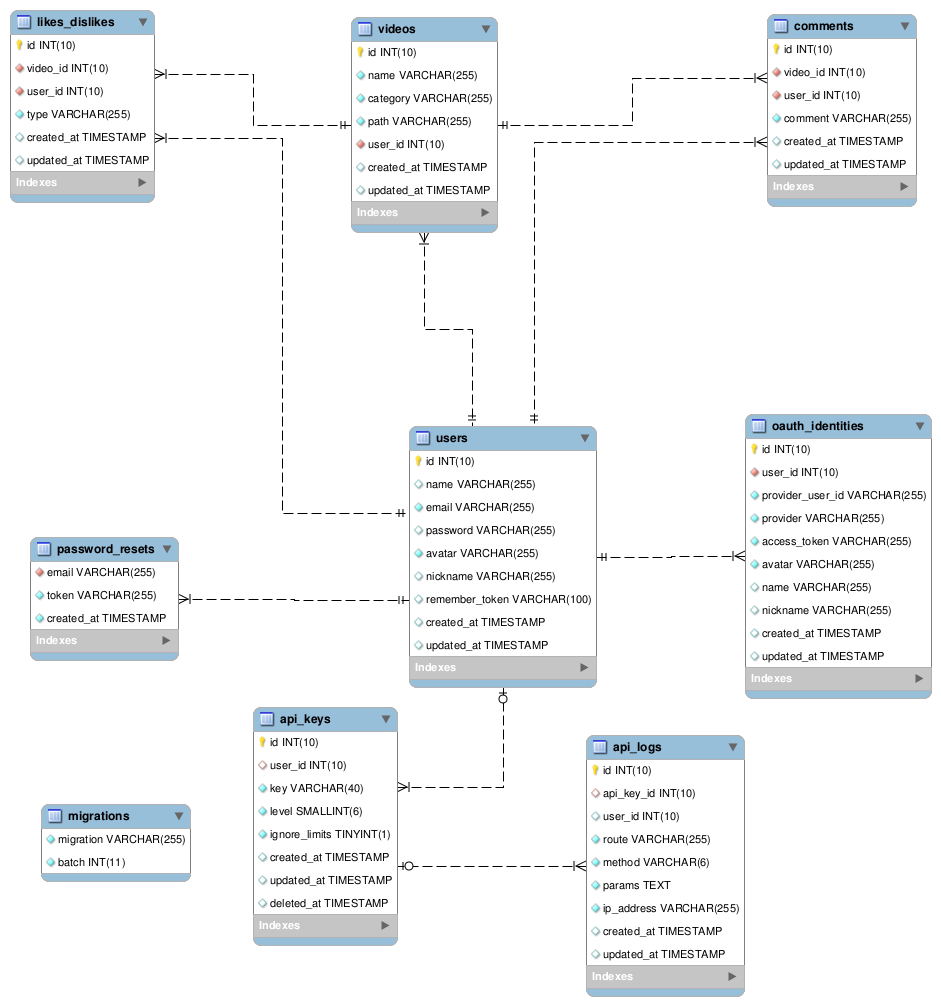 likes_dislikes
id INT(10)
video_id INT(10)
user_id INT(10)
type VARCHAR(255)
created_at TIMESTAMP
updated_at TIMESTAMP
Indexes
videos
id INT(10)
name VARCHAR(255)
category VARCHAR(255)
path VARCHAR(255)
user_id INT(10)
created_at TIMESTAMP
updated_at TIMESTAMP
Indexes
comments
id INT(10)
video_id INT(10)
user_id INT(10)
comment VARCHAR(255)
created_at TIMESTAMP
updated_at TIMESTAMP
Indexes
users
id INT(10)
name VARCHAR(255)
email VARCHAR(255)
password VARCHAR(255)
avatar VARCHAR(255)
nickname VARCHAR(255)
remember_token VARCHAR(100)
created_at TIMESTAMP
updated_at TIMESTAMP
Indexes
oauth_identities
id INT(10)
user_id INT(10)
provider_user_id VARCHAR(255)
provider VARCHAR(255)
access_token VARCHAR(255)
avatar VARCHAR(255)
name VARCHAR(255)
nickname VARCHAR(255)
created_at TIMESTAMP
updated_at TIMESTAMP
Indexes
password_resets
email VARCHAR(255)
token VARCHAR(255)
created_at TIMESTAMP
Indexes
api_keys
id INT(10)
user_id INT(10)
key VARCHAR(40)
level SMALLINT(6)
ignore_limits TINYINT(1)
created_at TIMESTAMP
updated_at TIMESTAMP
deleted_at TIMESTAMP
Indexes
api_logs
id INT(10)
api_key_id INT(10)
user_id INT(10)
route VARCHAR(255)
method VARCHAR(6)
params TEXT
ip_address VARCHAR(255)
created_at TIMESTAMP
updated_at TIMESTAMP
Indexes
migrations
migration VARCHAR(255)
batch INT(11)